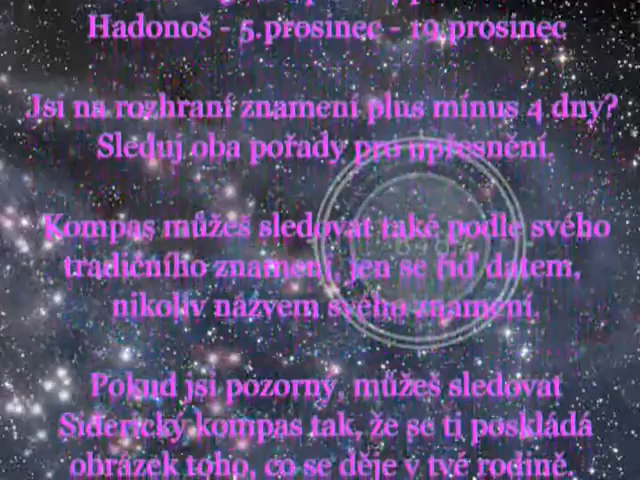 Hadonoš - 5.prosinec - 19.prosinec
Jsi na rozhraní znamení plus mínus 4 dny?
Sleduj oba pořady pro upřesnění.
Kompas můžeš sledovat také podle svého
tradičního znamení, jen se řiď datem,
nikoliv názvem svého znamení.
Pokud jsi pozorný, můžeš sledovat
Siderický kompas tak, že se ti poskládá
obrázek toho, co se děje v tvé rodině.